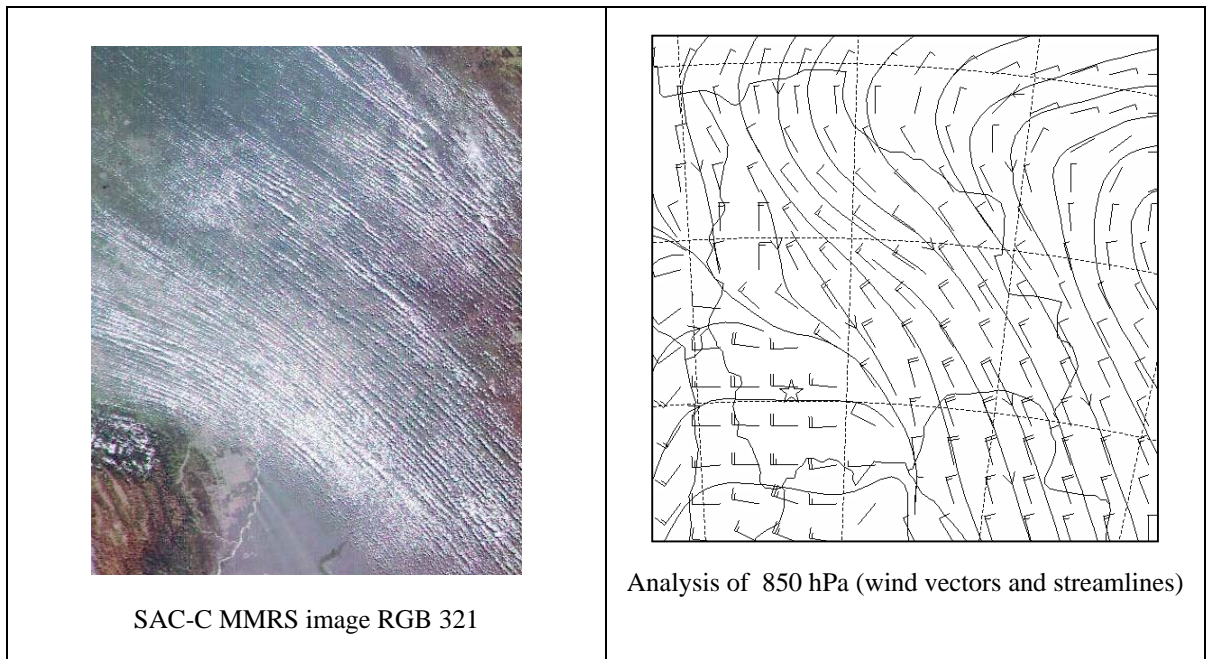 SAC-C MMRS image RGB 321
Analysis of 850 hPa (wind vectors and streamlines)